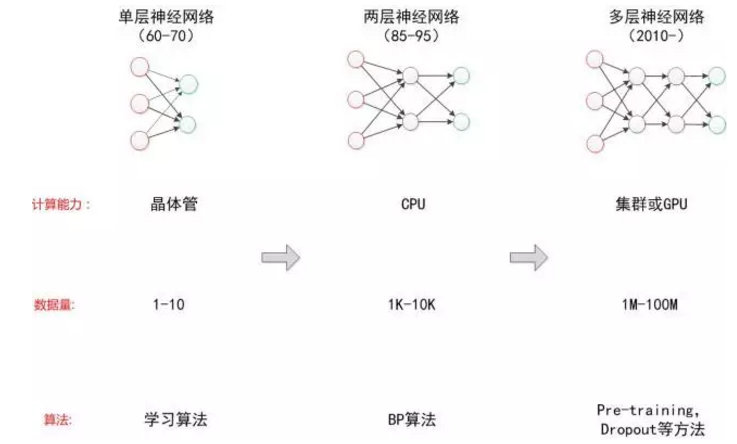 单层神经网络
（60-70）
两层神经网络
（85-95）
多层神经网络
（2010-）
计算能力：
晶体管
CPU
集群或GPU
数据量:
1-10
1K-10K
1M-100M
算法:
学习算法
BP算法
Pre-training，
Dropout等方法